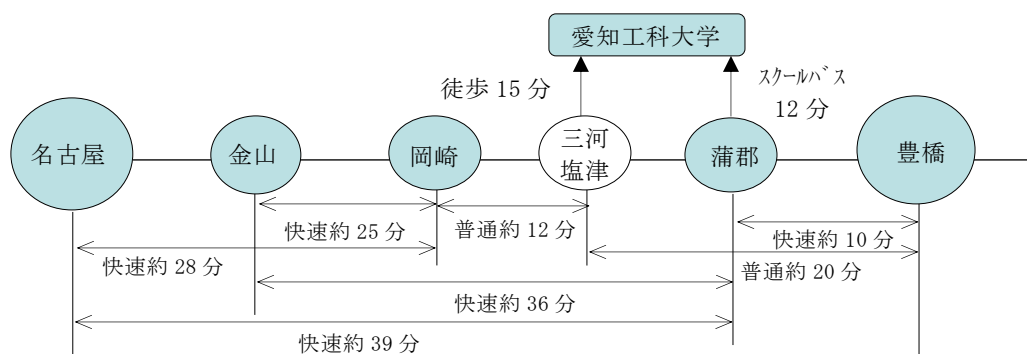 愛知工科大学
徒歩 15 分
ｽｸｰﾙﾊﾞｽ
12 分
名古屋
金山
岡崎
三河
塩津
蒲郡
豊橋
快速約 25 分
普通約 12 分
快速約 10 分
快速約 28 分
普通約 20 分
快速約 36 分
快速約 39 分